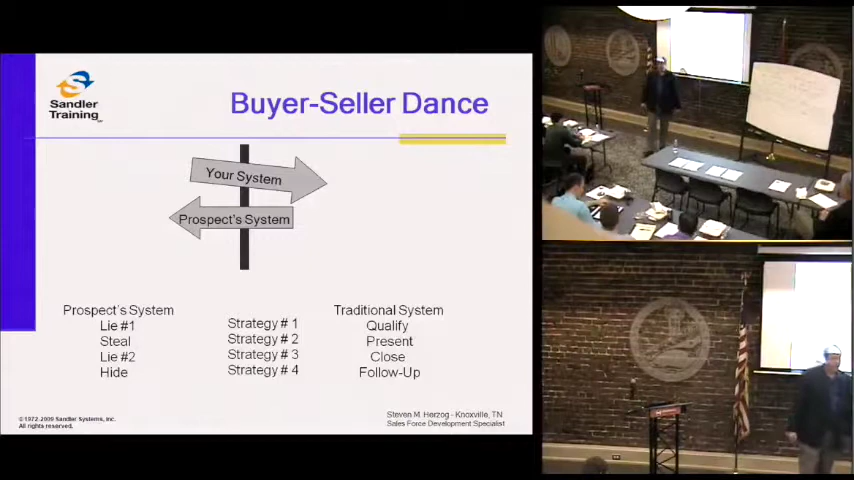 Sandler
Training
Buyer-Seller Dance
Your System
Prospect's System
Prospect's System
Lie #1
Steal
Lie #2
Hide
Strategy # 1
Strategy # 2
Strategy # 3
Strategy # 4
Traditional System
Qualify
Present
Close
Follow-Up
©1972-2009 Sandler Systems, Inc.
All rights reserved.
Steven M. Herzog - Knoxville, TN
Sales Force Development Specialist